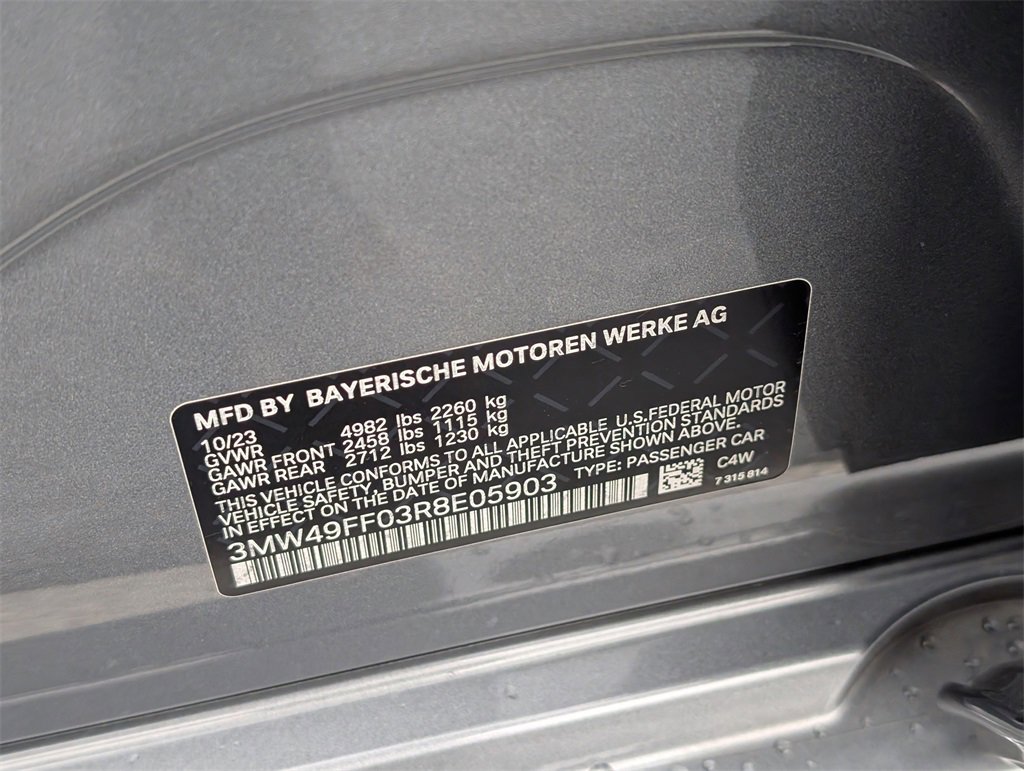 MFD BY BAYERISCHE MOTOREN WERKE AG
10/23
GVWR 4982 lbs 2260 kg
GAWR FRONT 2458 lbs 1115 kg
GAWR REAR 2712 lbs 1230 kg
THIS VEHICLE CONFORMS TO ALL APPLICABLE U.S.FEDERAL MOTOR
VEHICLE SAFETY, BUMPER AND THEFT PREVENTION STANDARDS
IN EFFECT ON THE DATE OF MANUFACTURE SHOWN ABOVE.
3MW49FF03R8E05903 TYPE: PASSENGER CAR
C4W
7 315 814